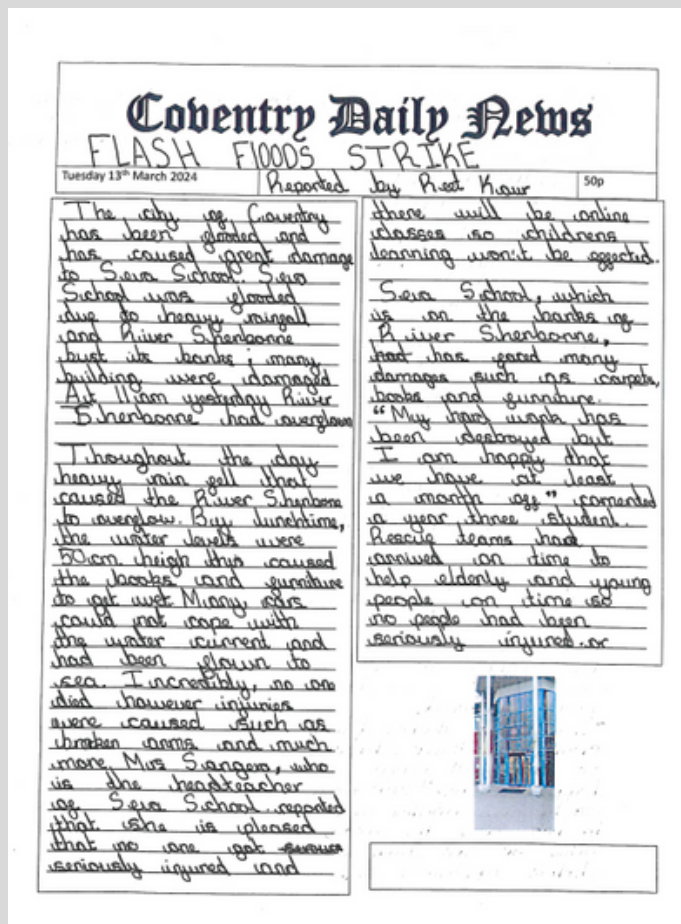 Coventry Daily News
FLASH FlOODS STRIKE
Tuesday 13th March 2024
Reported by Reet Kaur
50p
The city of Coventry
has been flooded and
has caused great damage
to Seva School. Seva
School was flooded
due to heavy rainfall
and River Sherbonne
bust its banks; many
building were damaged
At 11am yesterday River
Sherbonne had overflown
Thoughout the day
heavy rain fell that
caused the River Sherbone
to overflow. By lunchtime,
the water levels were
50cm heigh this caused
the books and furniture
to get wet Many cars
could not cope with
the water current and
had been flown to
sea. Incredibly, no one
died however injuries
were caused such as
broken arms and much
more. Mrs Sangera, who
is the headteacher
of Seva School reported
that she is pleased
that no one got
seriously injured and
there will be online
classes so childrens
learning won't be effected.
Seva School, which
is on the banks of
River Sherbonne,
had has faced many
damages such as carpets,
books and furniture.
"My hard work has
been destroyed but
I am happy that
we have at least
a month off" comented
a year three student.
Rescue teams had
arrived on time to
help elderly and young
people on time so
no people had been
seriously injured or